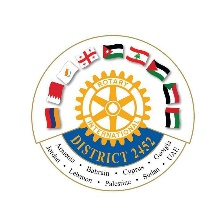 ROTARY
INTERNATIONAL
DISTRICT 2452
Armenia • Bahrain • Cyprus • Georgia
Jordan • Lebanon • Palestine • Sudan • UAE